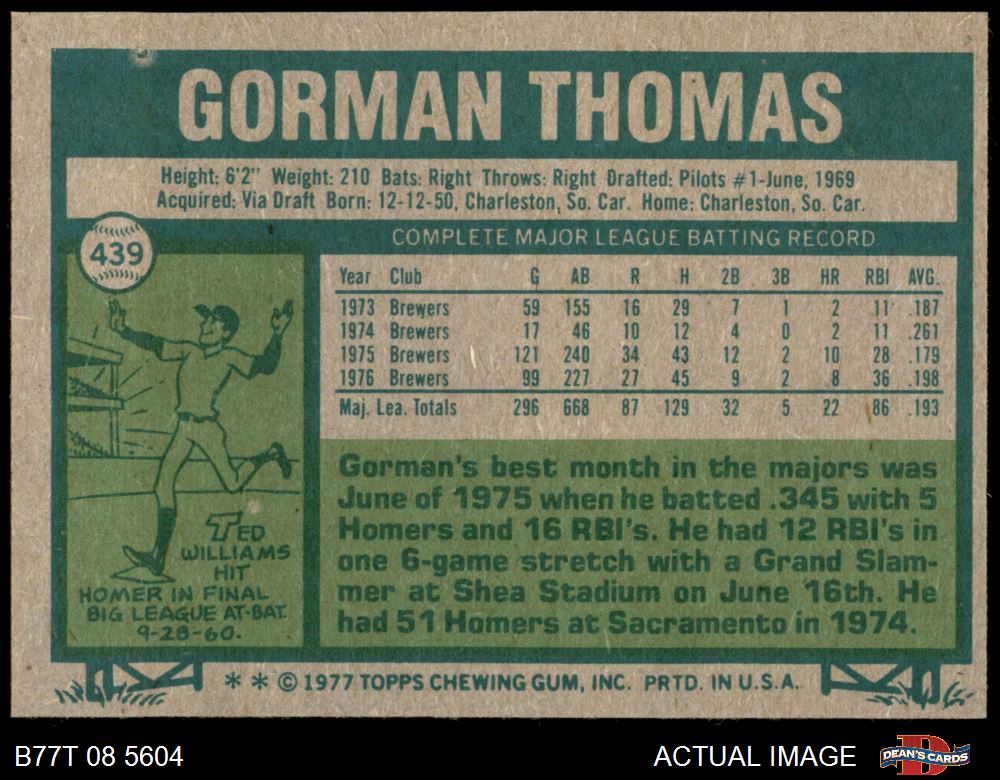 GORMAN THOMAS
Height: 6'2" Weight: 210 Bats: Right Throws: Right Drafted: Pilots #1-June, 1969
Acquired: Via Draft Born: 12-12-50, Charleston, So. Car. Home: Charleston, So. Car.
439
COMPLETE MAJOR LEAGUE BATTING RECORD
Year Club G AB R H 2B 3B HR RBI AVG.
1973 Brewers 59 155 16 29 7 1 2 11 .187
1974 Brewers 17 46 10 12 4 0 2 11 .261
1975 Brewers 121 240 34 43 12 2 10 28 .179
1976 Brewers 99 227 27 45 9 2 8 36 .198
Maj. Lea. Totals 296 668 87 129 32 5 22 86 .193
TED
WILLIAMS
HIT
HOMER IN FINAL
BIG LEAGUE AT-BAT.
9-28-60.
Gorman's best month in the majors was
June of 1975 when he batted .345 with 5
Homers and 16 RBI's. He had 12 RBI's in
one 6-game stretch with a Grand Slam-
mer at Shea Stadium on June 16th. He
had 51 Homers at Sacramento in 1974.
** © 1977 TOPPS CHEWING GUM, INC. PRTD. IN U.S.A.
B77T 08 5604
ACTUAL IMAGE
DEAN'S CARDS